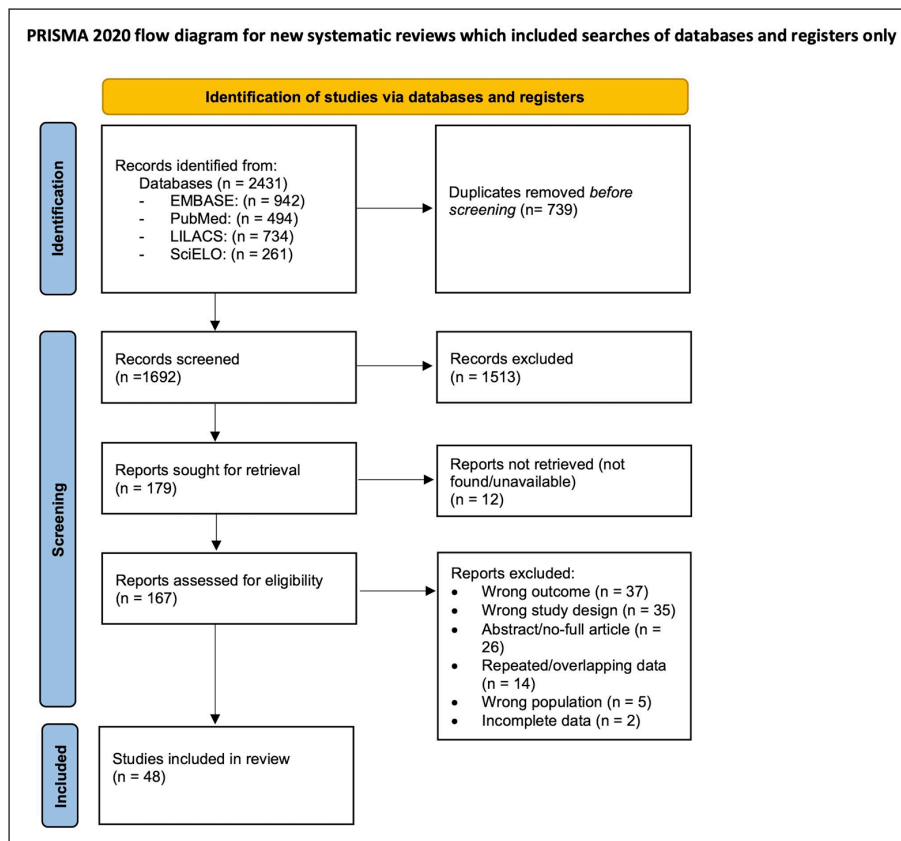 PRISMA 2020 flow diagram for new systematic reviews which included searches of databases and registers only
Identification of studies via databases and registers
Identification
Records identified from:
Databases (n = 2431)
- EMBASE: (n = 942)
- PubMed: (n = 494)
- LILACS: (n = 734)
- SciELO: (n = 261)
Duplicates removed before
screening (n= 739)
Screening
Records screened
(n =1692)
Records excluded
(n = 1513)
Reports sought for retrieval
(n = 179)
Reports not retrieved (not
found/unavailable)
(n = 12)
Reports assessed for eligibility
(n = 167)
Reports excluded:
• Wrong outcome (n = 37)
• Wrong study design (n = 35)
• Abstract/no-full article (n =
26)
• Repeated/overlapping data
(n = 14)
• Wrong population (n = 5)
• Incomplete data (n = 2)
Included
Studies included in review
(n = 48)